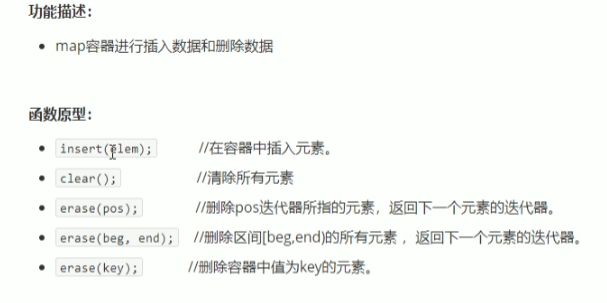 功能描述：
• map容器进行插入数据和删除数据
函数原型：
• insert(elem); //在容器中插入元素。
• clear(); //清除所有元素
• erase(pos); //删除pos迭代器所指的元素，返回下一个元素的迭代器。
• erase(beg, end); //删除区间[beg,end)的所有元素 ，返回下一个元素的迭代器。
• erase(key); //删除容器中值为key的元素。